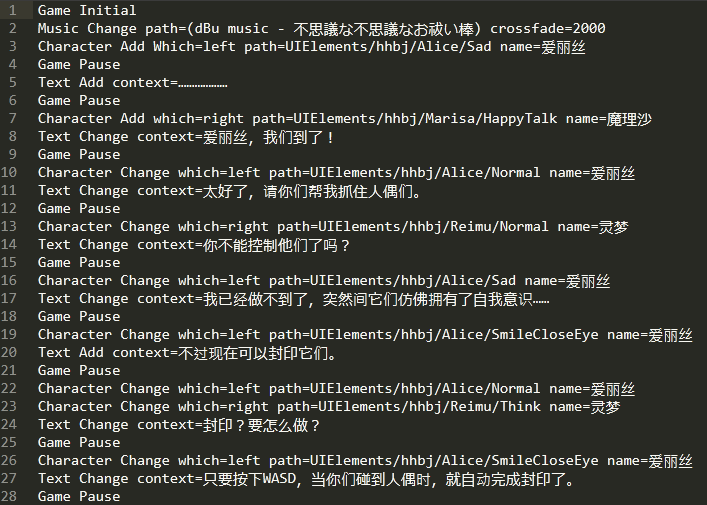 1 Game Initial
2 Music Change path=(dBu music - 不思議な不思議なお祓い棒) crossfade=2000
3 Character Add Which=left path=UIElements/hhbj/Alice/Sad name=爱丽丝
4 Game Pause
5 Text Add context=………………
6 Game Pause
7 Character Add which=right path=UIElements/hhbj/Marisa/HappyTalk name=魔理沙
8 Text Change context=爱丽丝，我们到了！
9 Game Pause
10 Character Change which=left path=UIElements/hhbj/Alice/Normal name=爱丽丝
11 Text Change context=太好了，请你们帮我抓住人偶们。
12 Game Pause
13 Character Change which=right path=UIElements/hhbj/Reimu/Normal name=灵梦
14 Text Change context=你不能控制他们了吗？
15 Game Pause
16 Character Change which=left path=UIElements/hhbj/Alice/Sad name=爱丽丝
17 Text Change context=我已经做不到了，突然间它们仿佛拥有了自我意识……
18 Game Pause
19 Character Change which=left path=UIElements/hhbj/Alice/SmileCloseEye name=爱丽丝
20 Text Add context=不过现在可以封印它们。
21 Game Pause
22 Character Change which=left path=UIElements/hhbj/Alice/Normal name=爱丽丝
23 Character Change which=right path=UIElements/hhbj/Reimu/Think name=灵梦
24 Text Change context=封印？要怎么做？
25 Game Pause
26 Character Change which=left path=UIElements/hhbj/Alice/SmileCloseEye name=爱丽丝
27 Text Change context=只要按下WASD，当你们碰到人偶时，就自动完成封印了。
28 Game Pause